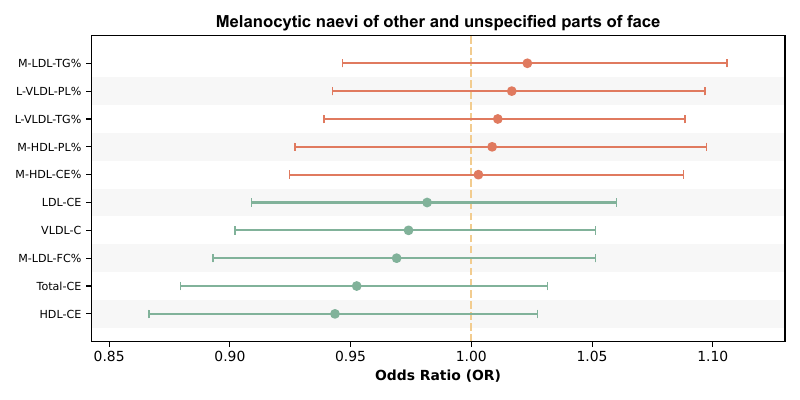 Melanocytic naevi of other and unspecified parts of face
M-LDL-TG%
L-VLDL-PL%
L-VLDL-TG%
M-HDL-PL%
M-HDL-CE%
LDL-CE
VLDL-C
M-LDL-FC%
Total-CE
HDL-CE
0.85 0.90 0.95 1.00 1.05 1.10
Odds Ratio (OR)